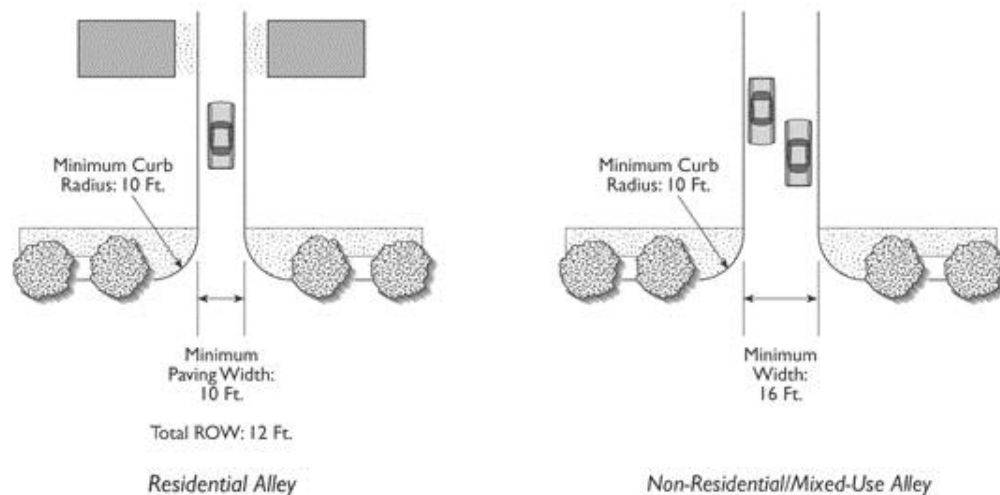 Minimum Curb
Radius: 10 Ft.
Minimum
Paving Width:
10 Ft.
Total ROW: 12 Ft.
Residential Alley
Minimum Curb
Radius: 10 Ft.
Minimum
Width:
16 Ft.
Non-Residential/Mixed-Use Alley